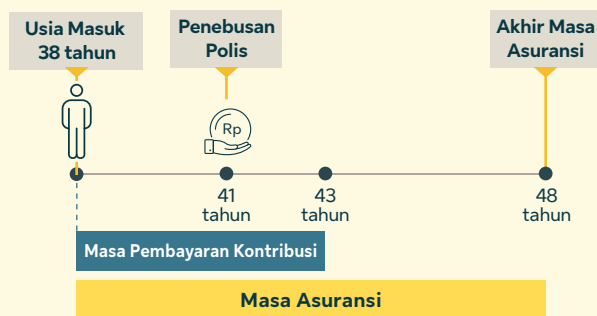 Usia Masuk
38 tahun
Penebusan
Polis
Akhir Masa
Asuransi
Rp
41
tahun
43
tahun
48
tahun
Masa Pembayaran Kontribusi
Masa Asuransi